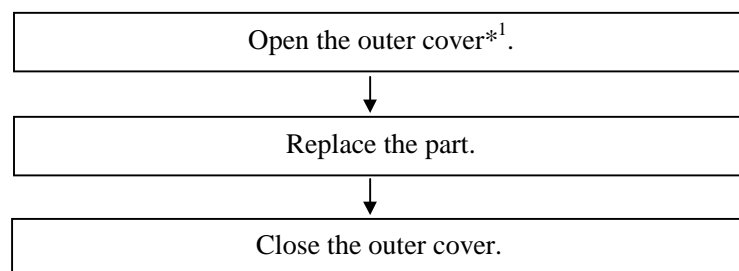 Open the outer cover*1.
Replace the part.
Close the outer cover.